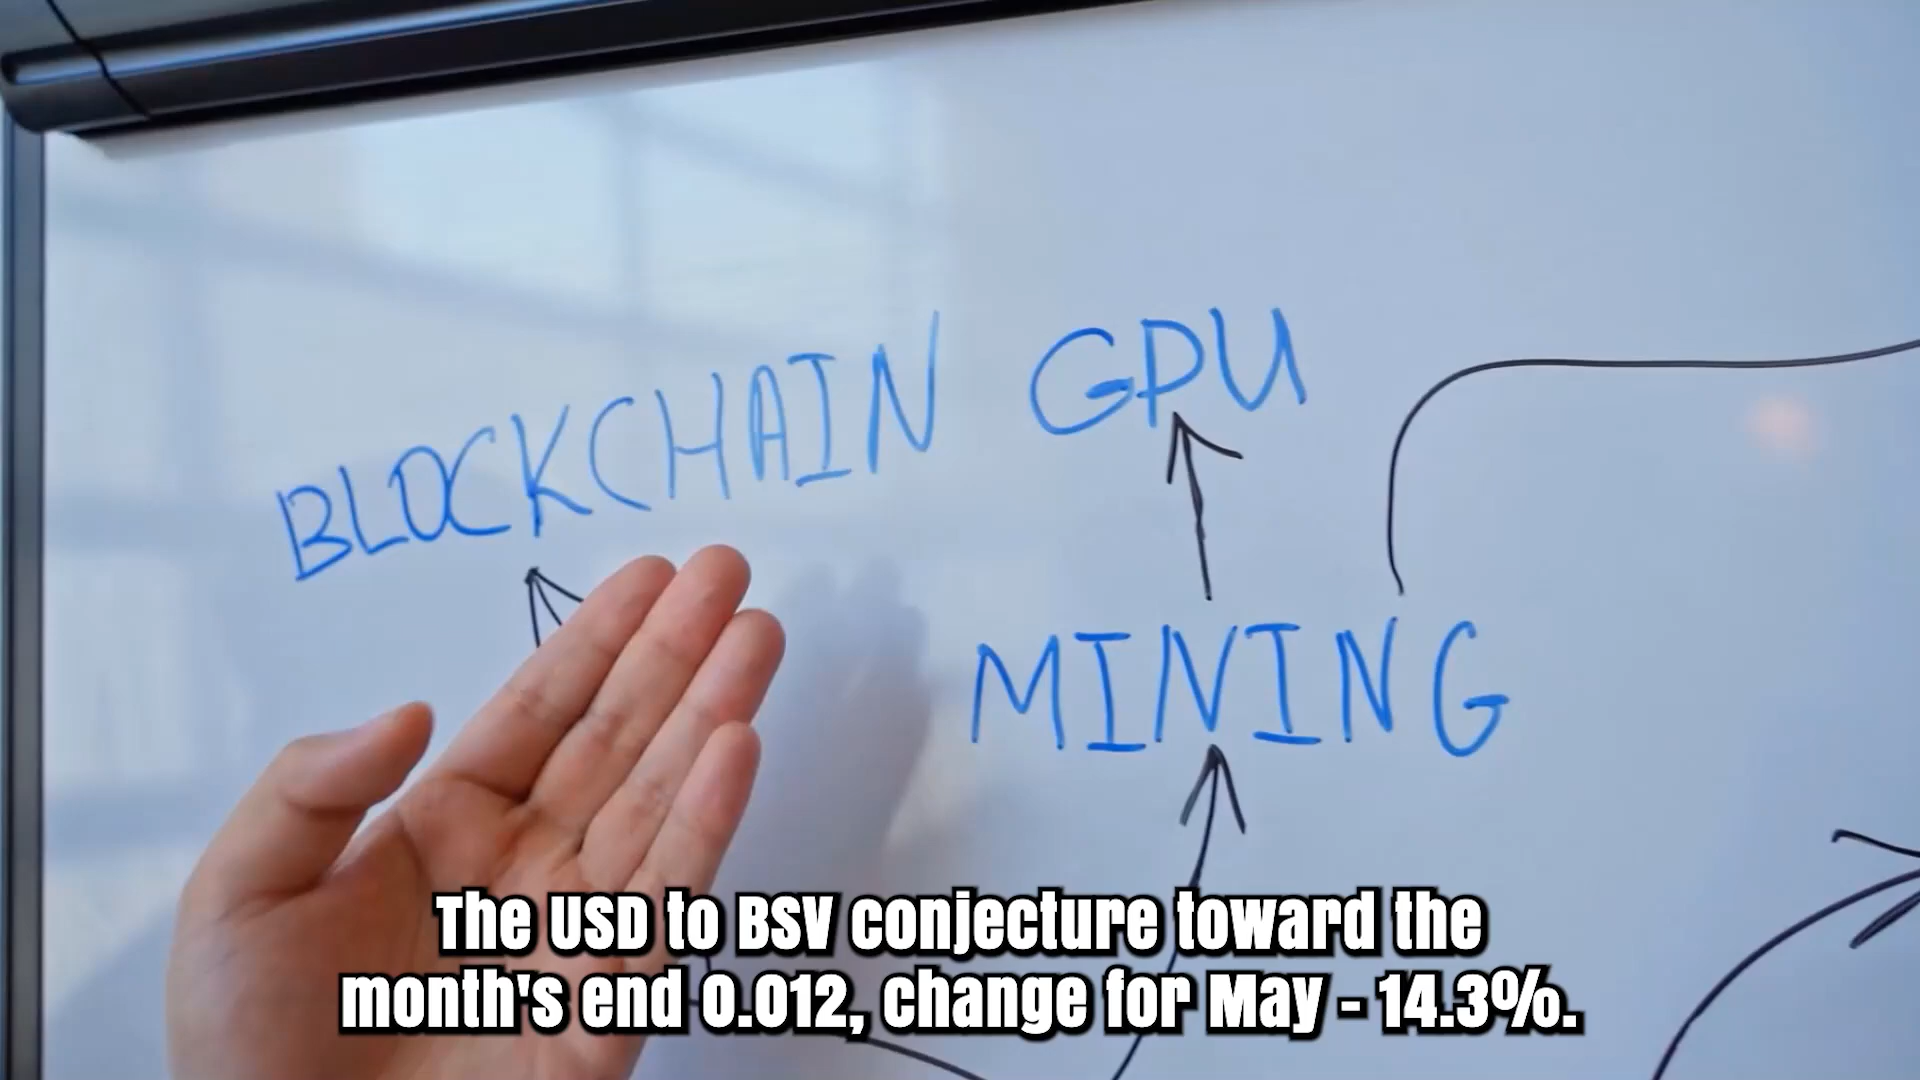 BLOCKCHAIN GPU
MINING
The USD to BSV conjecture toward the
month's end 0.012, change for May - 14.3%.